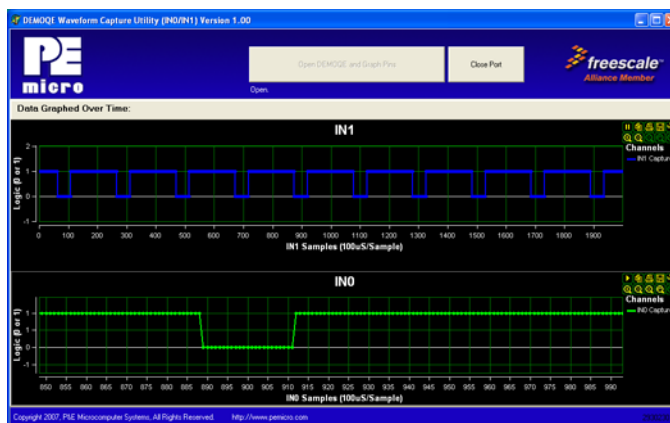 DEMOQE Waveform Capture Utility (IN0/IN1) Version 1.00
PE
micro
Open DEMOQE and Graph Pins
Close Port
Open.
freescale™
Alliance Member
Data Graphed Over Time:
IN1
Channels
IN1 Capture
Logic (0 or 1)
2
1
0
-1
0 100 200 300 400 500 600 700 800 900 1000 1100 1200 1300 1400 1500 1600 1700 1800 1900
IN1 Samples (100uS/Sample)
IN0
Channels
IN0 Capture
Logic (0 or 1)
1
0
-1
850 855 860 865 870 875 880 885 890 895 900 905 910 915 920 925 930 935 940 945 950 955 960 965 970 975 980 985 990
IN0 Samples (100uS/Sample)
Copyright 2007, P&E Microcomputer Systems, All Rights Reserved. http://www.pemicro.com